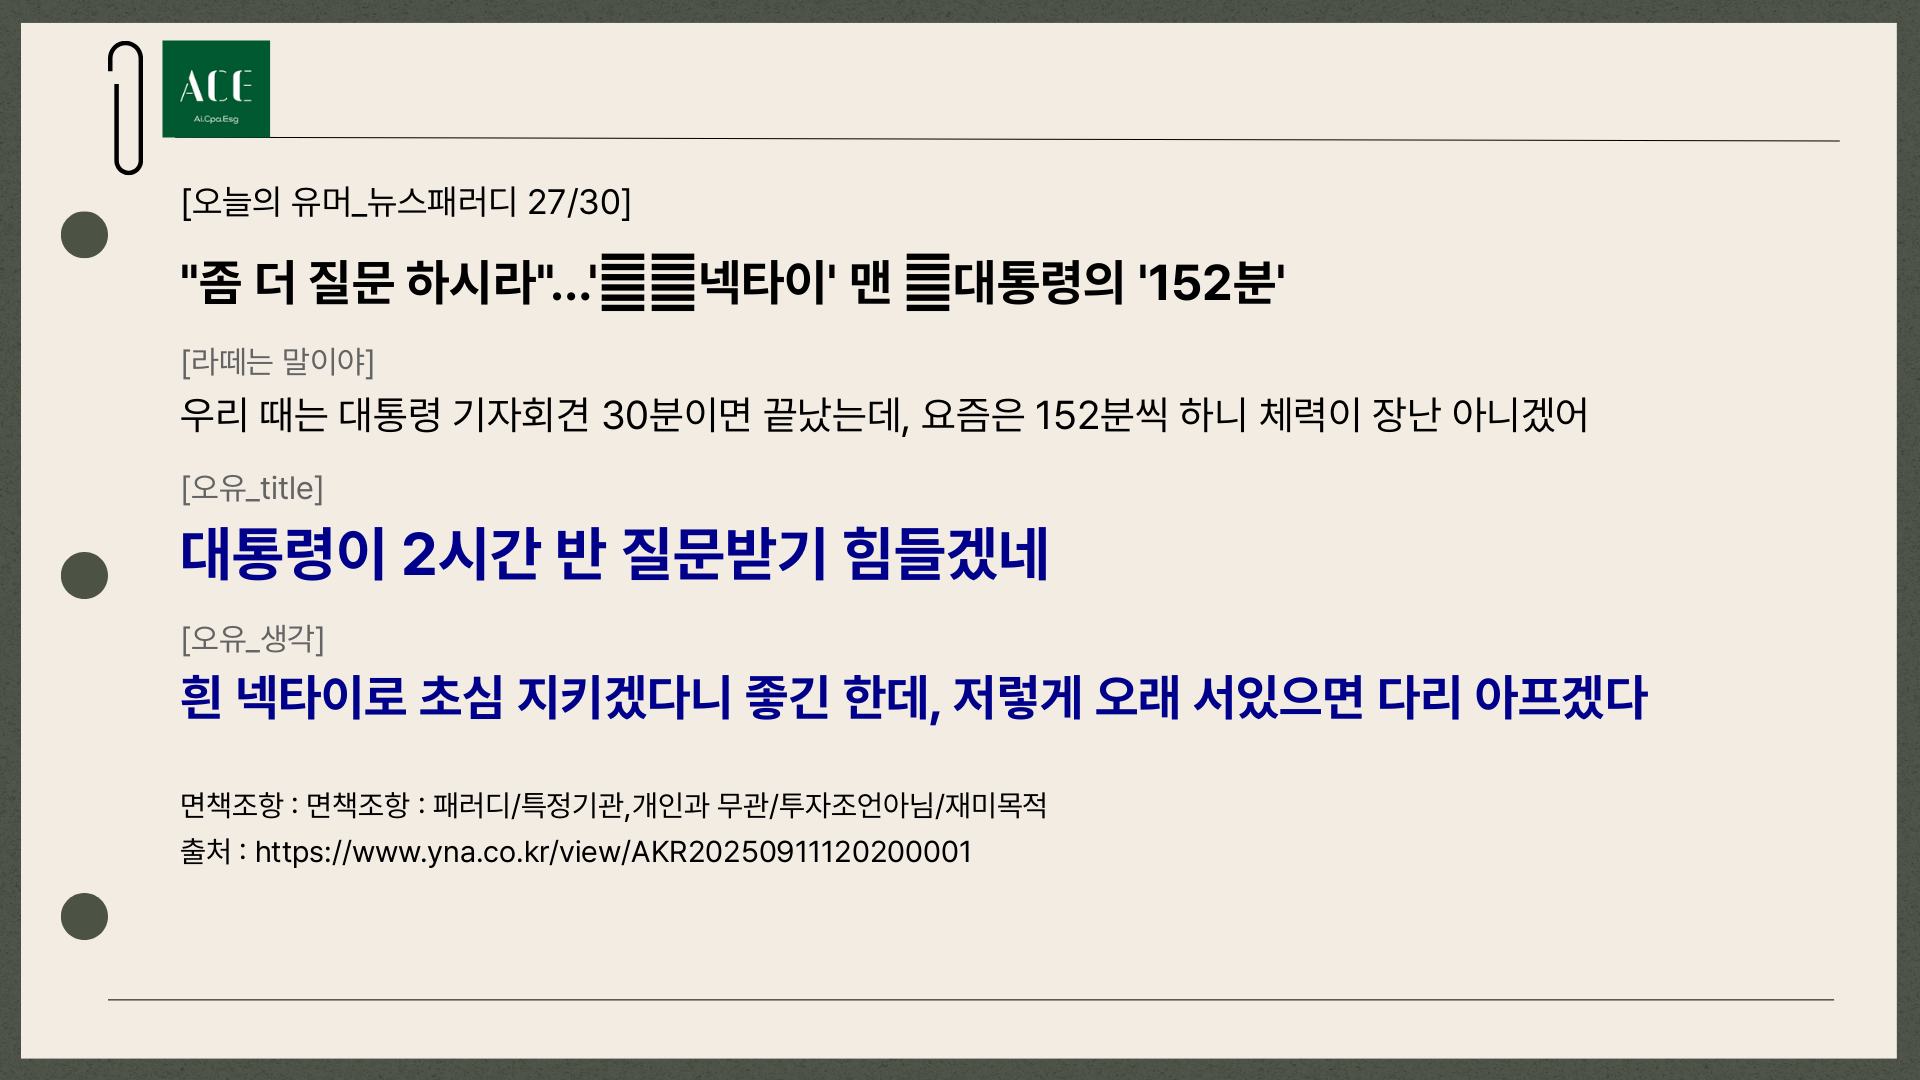 ACE
Ai.Cpa.Esg
[오늘의 유머_뉴스패러디 27/30]
"좀 더 질문 하시라"...'넥타이' 맨 대통령의 '152분'
[라떼는 말이야]
우리 때는 대통령 기자회견 30분이면 끝났는데, 요즘은 152분씩 하니 체력이 장난 아니겠어
[오유_title]
대통령이 2시간 반 질문받기 힘들겠네
[오유_생각]
흰 넥타이로 초심 지키겠다니 좋긴 한데, 저렇게 오래 서있으면 다리 아프겠다
면책조항 : 면책조항 : 패러디/특정기관,개인과 무관/투자조언아님/재미목적
출처 : https://www.yna.co.kr/view/AKR20250911120200001